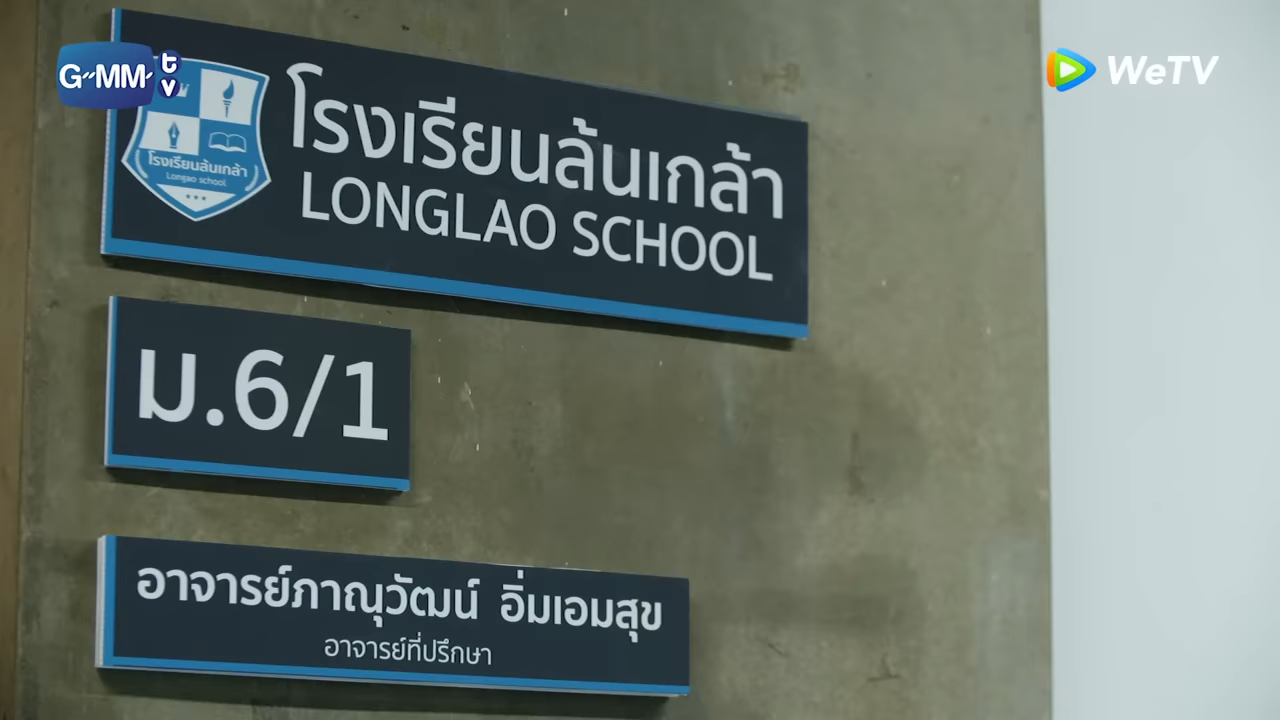 GMM
tv
WeTV
โรงเรียนล้นเกล้า
LONGLAO SCHOOL
โรงเรียนล้นเกล้า
Longlao school
ม.6/1
อาจารย์ภาณุวัฒน์ อิ่มเอมสุข
อาจารย์ที่ปรึกษา